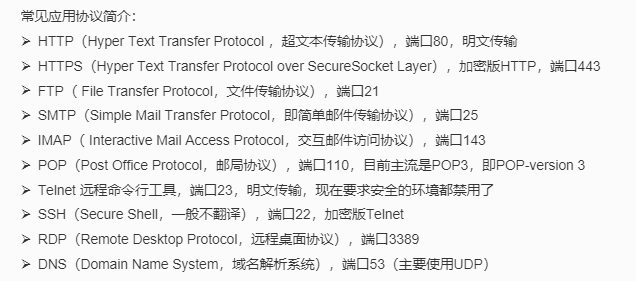 常见应用协议简介：
➢ HTTP（Hyper Text Transfer Protocol ，超文本传输协议），端口80，明文传输
➢ HTTPS（Hyper Text Transfer Protocol over SecureSocket Layer），加密版HTTP，端口443
➢ FTP（ File Transfer Protocol，文件传输协议），端口21
➢ SMTP（Simple Mail Transfer Protocol，即简单邮件传输协议），端口25
➢ IMAP（ Interactive Mail Access Protocol，交互邮件访问协议），端口143
➢ POP（Post Office Protocol，邮局协议），端口110，目前主流是POP3，即POP-version 3
➢ Telnet 远程命令行工具，端口23，明文传输，现在要求安全的环境都禁用了
➢ SSH（Secure Shell，一般不翻译），端口22，加密版Telnet
➢ RDP（Remote Desktop Protocol，远程桌面协议），端口3389
➢ DNS（Domain Name System，域名解析系统），端口53（主要使用UDP）